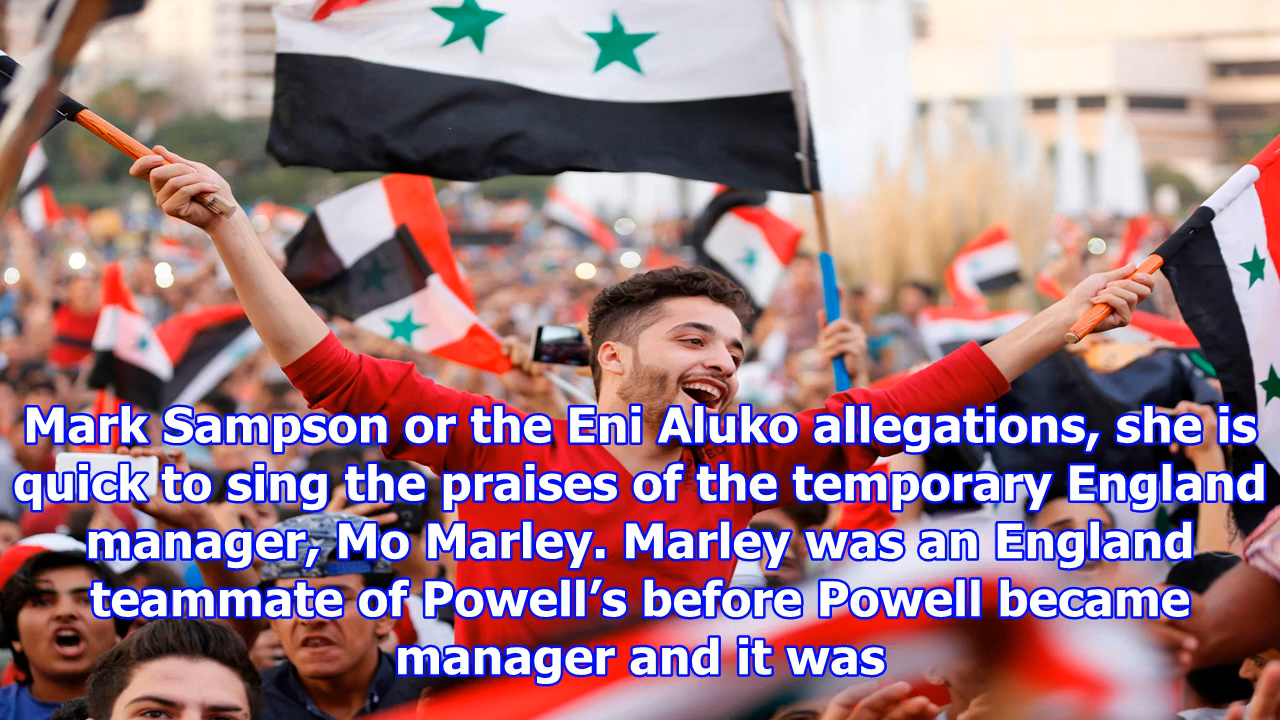 Mark Sampson or the Eni Aluko allegations, she is
quick to sing the praises of the temporary England
manager, Mo Marley. Marley was an England
teammate of Powell’s before Powell became
manager and it was